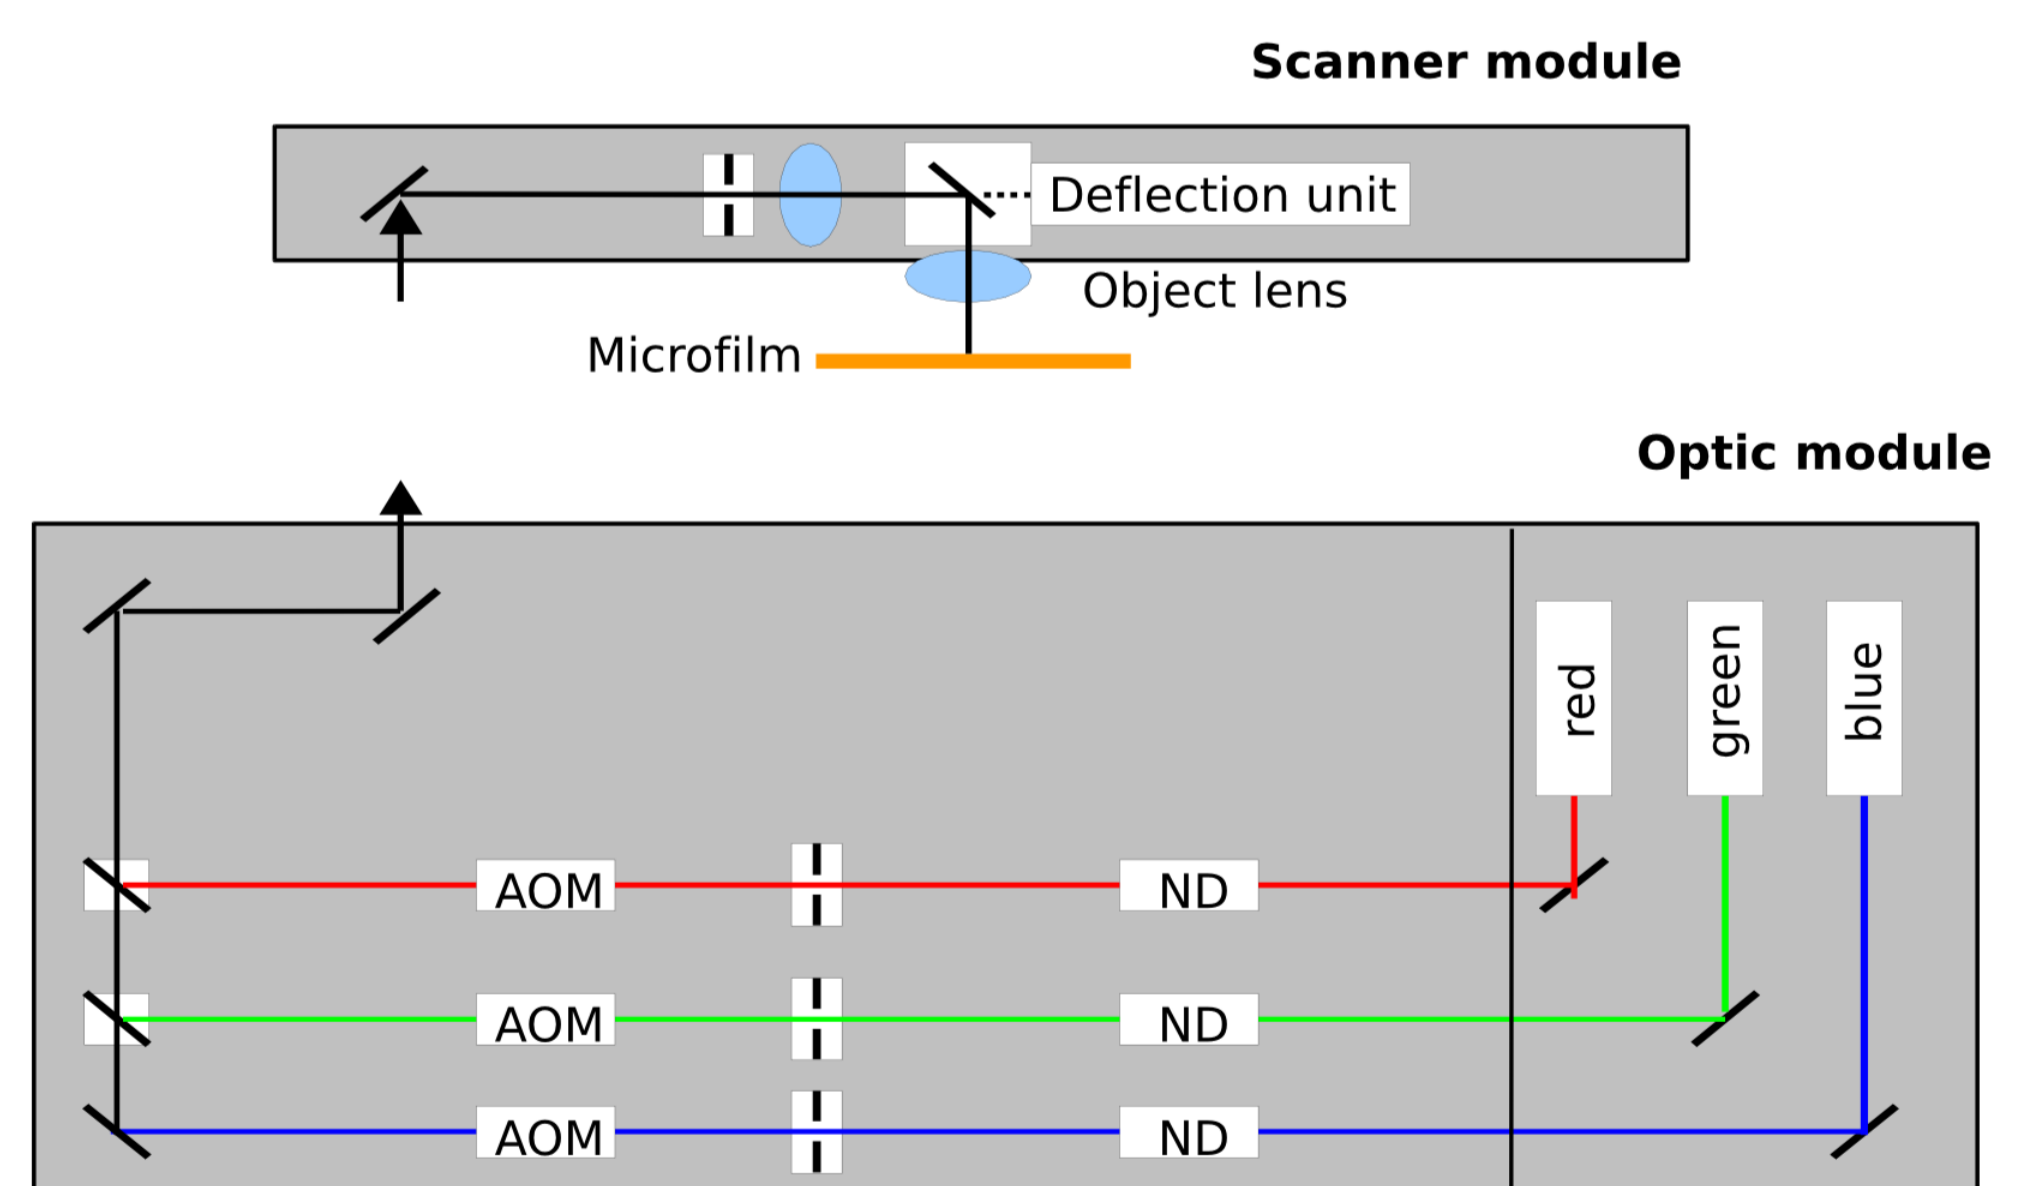 Scanner module
Deflection unit
Object lens
Microfilm
Optic module
red
green
blue
AOM
ND
AOM
ND
AOM
ND